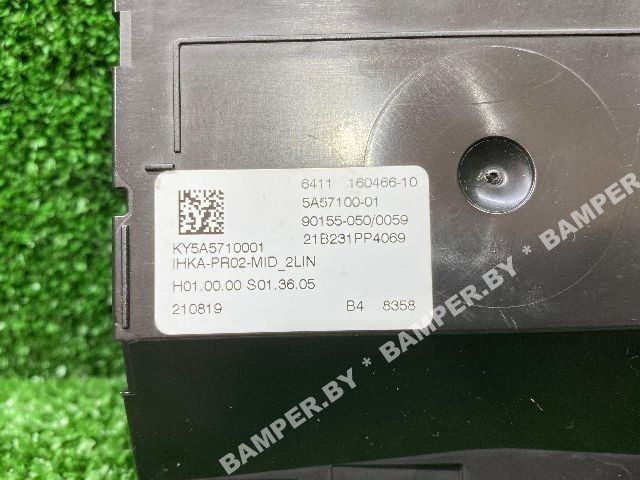 6411 160466-10
5A57100-01
90155-050/0059
21B231PP4069
KY5A5710001
IHKA-PR02-MID_2LIN
H01.00.00 S01.36.05
210819 B4 8358
BAMPER.BY * BAMPER.BY * BAMPER.BY